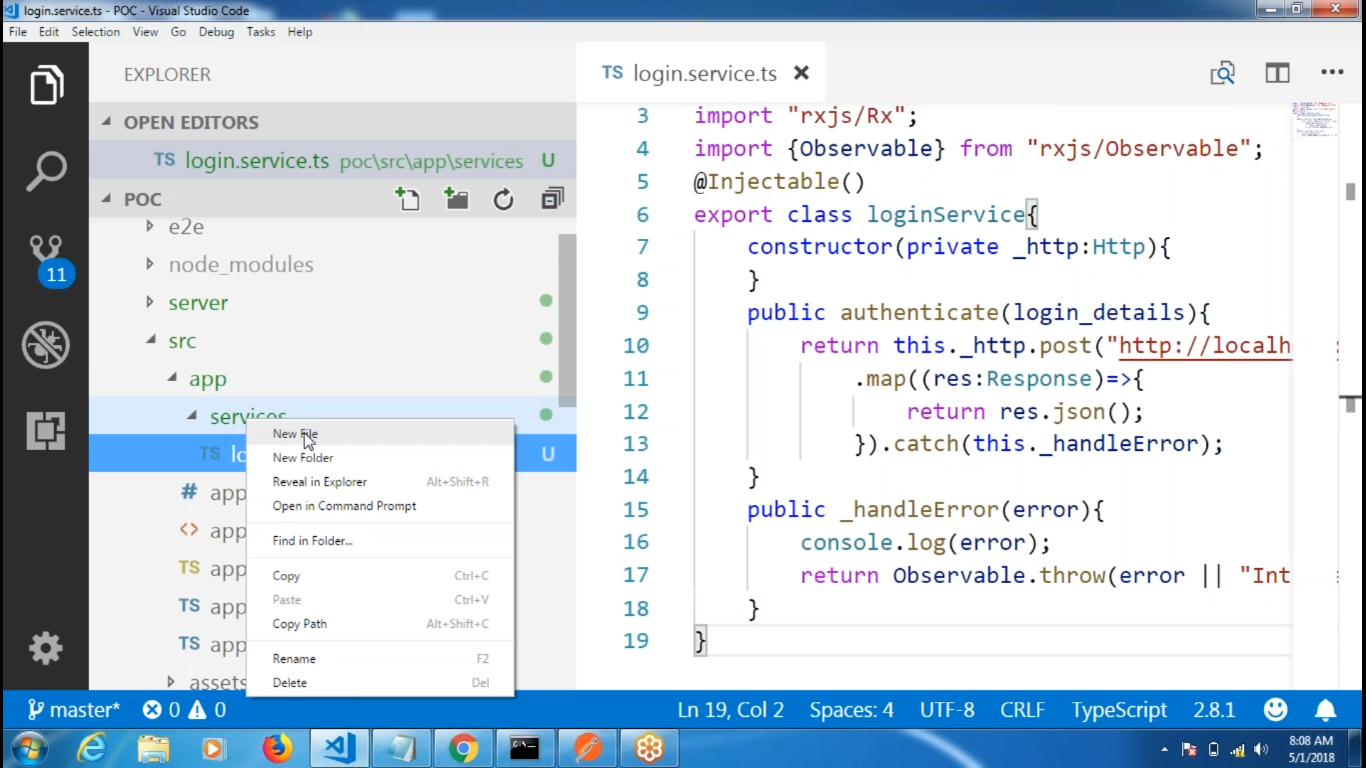 login.service.ts - POC - Visual Studio Code
File Edit Selection View Go Debug Tasks Help
EXPLORER
OPEN EDITORS
TS login.service.ts poc\src\app\services U
POC
e2e
node_modules
server
src
app
services
TS lo U
# app
<> app
TS app
TS app
TS app
assets
11
New File
New Folder
Reveal in Explorer Alt+Shift+R
Open in Command Prompt
Find in Folder...
Copy Ctrl+C
Paste Ctrl+V
Copy Path Alt+Shift+C
Rename F2
Delete Del
TS login.service.ts
3 import "rxjs/Rx";
4 import {Observable} from "rxjs/Observable";
5 @Injectable()
6 export class loginService{
7 constructor(private _http:Http){
8 }
9 public authenticate(login_details){
10 return this._http.post("http://localh
11 .map((res:Response)=>{
12 return res.json();
13 }).catch(this._handleError);
14 }
15 public _handleError(error){
16 console.log(error);
17 return Observable.throw(error || "Int
18 }
19 }
master* 0 0 Ln 19, Col 2 Spaces: 4 UTF-8 CRLF TypeScript 2.8.1
8:08 AM
5/1/2018